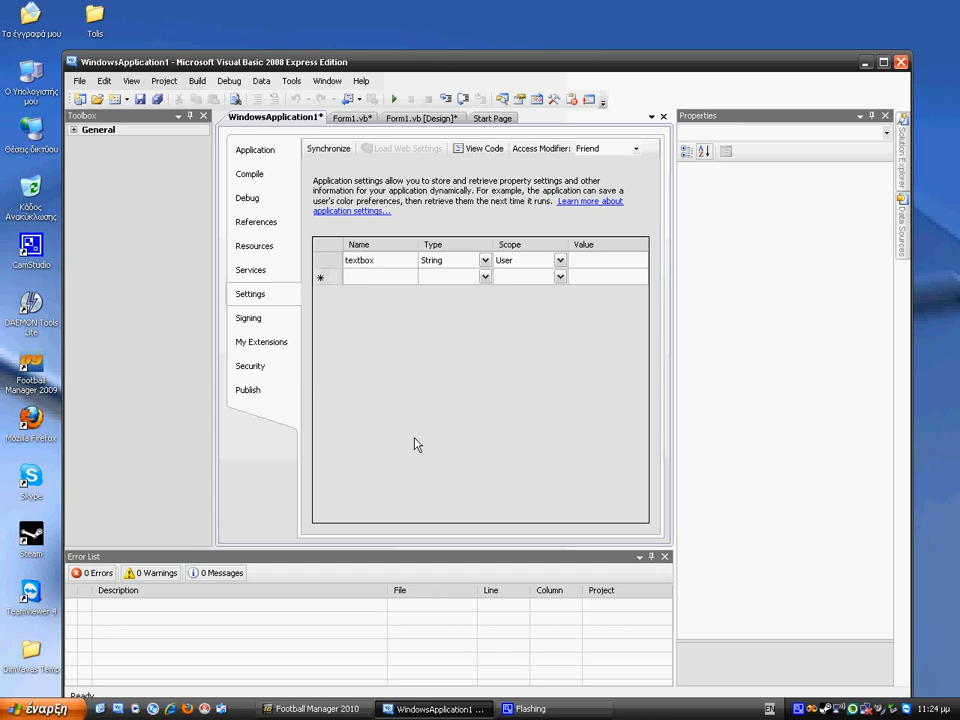 Τα έγγραφά μου
Tolis
Ο Υπολογιστής μου
Θέσεις δικτύου
Κάδος Ανακύκλωσης
CamStudio
DAEMON Tools Lite
Football Manager 2009
Mozilla Firefox
Skype
Steam
TeamViewer 4
DimVavas Temp
WindowsApplication1 - Microsoft Visual Basic 2008 Express Edition
File Edit View Project Build Debug Data Tools Window Help
Toolbox
General
WindowsApplication1* Form1.vb* Form1.vb [Design]* Start Page
Application
Compile
Debug
References
Resources
Services
Settings
Signing
My Extensions
Security
Publish
Synchronize Load Web Settings View Code Access Modifier: Friend
Application settings allow you to store and retrieve property settings and other
information for your application dynamically. For example, the application can save a
user's color preferences, then retrieve them the next time it runs. Learn more about
application settings...
Name Type Scope Value
textbox String User
Properties
Solution Explorer
Data Sources
Error List
0 Errors 0 Warnings 0 Messages
Description File Line Column Project
Ready
έναρξη
Football Manager 2010
WindowsApplication1 ...
Flashing
EN
11:24 μμ